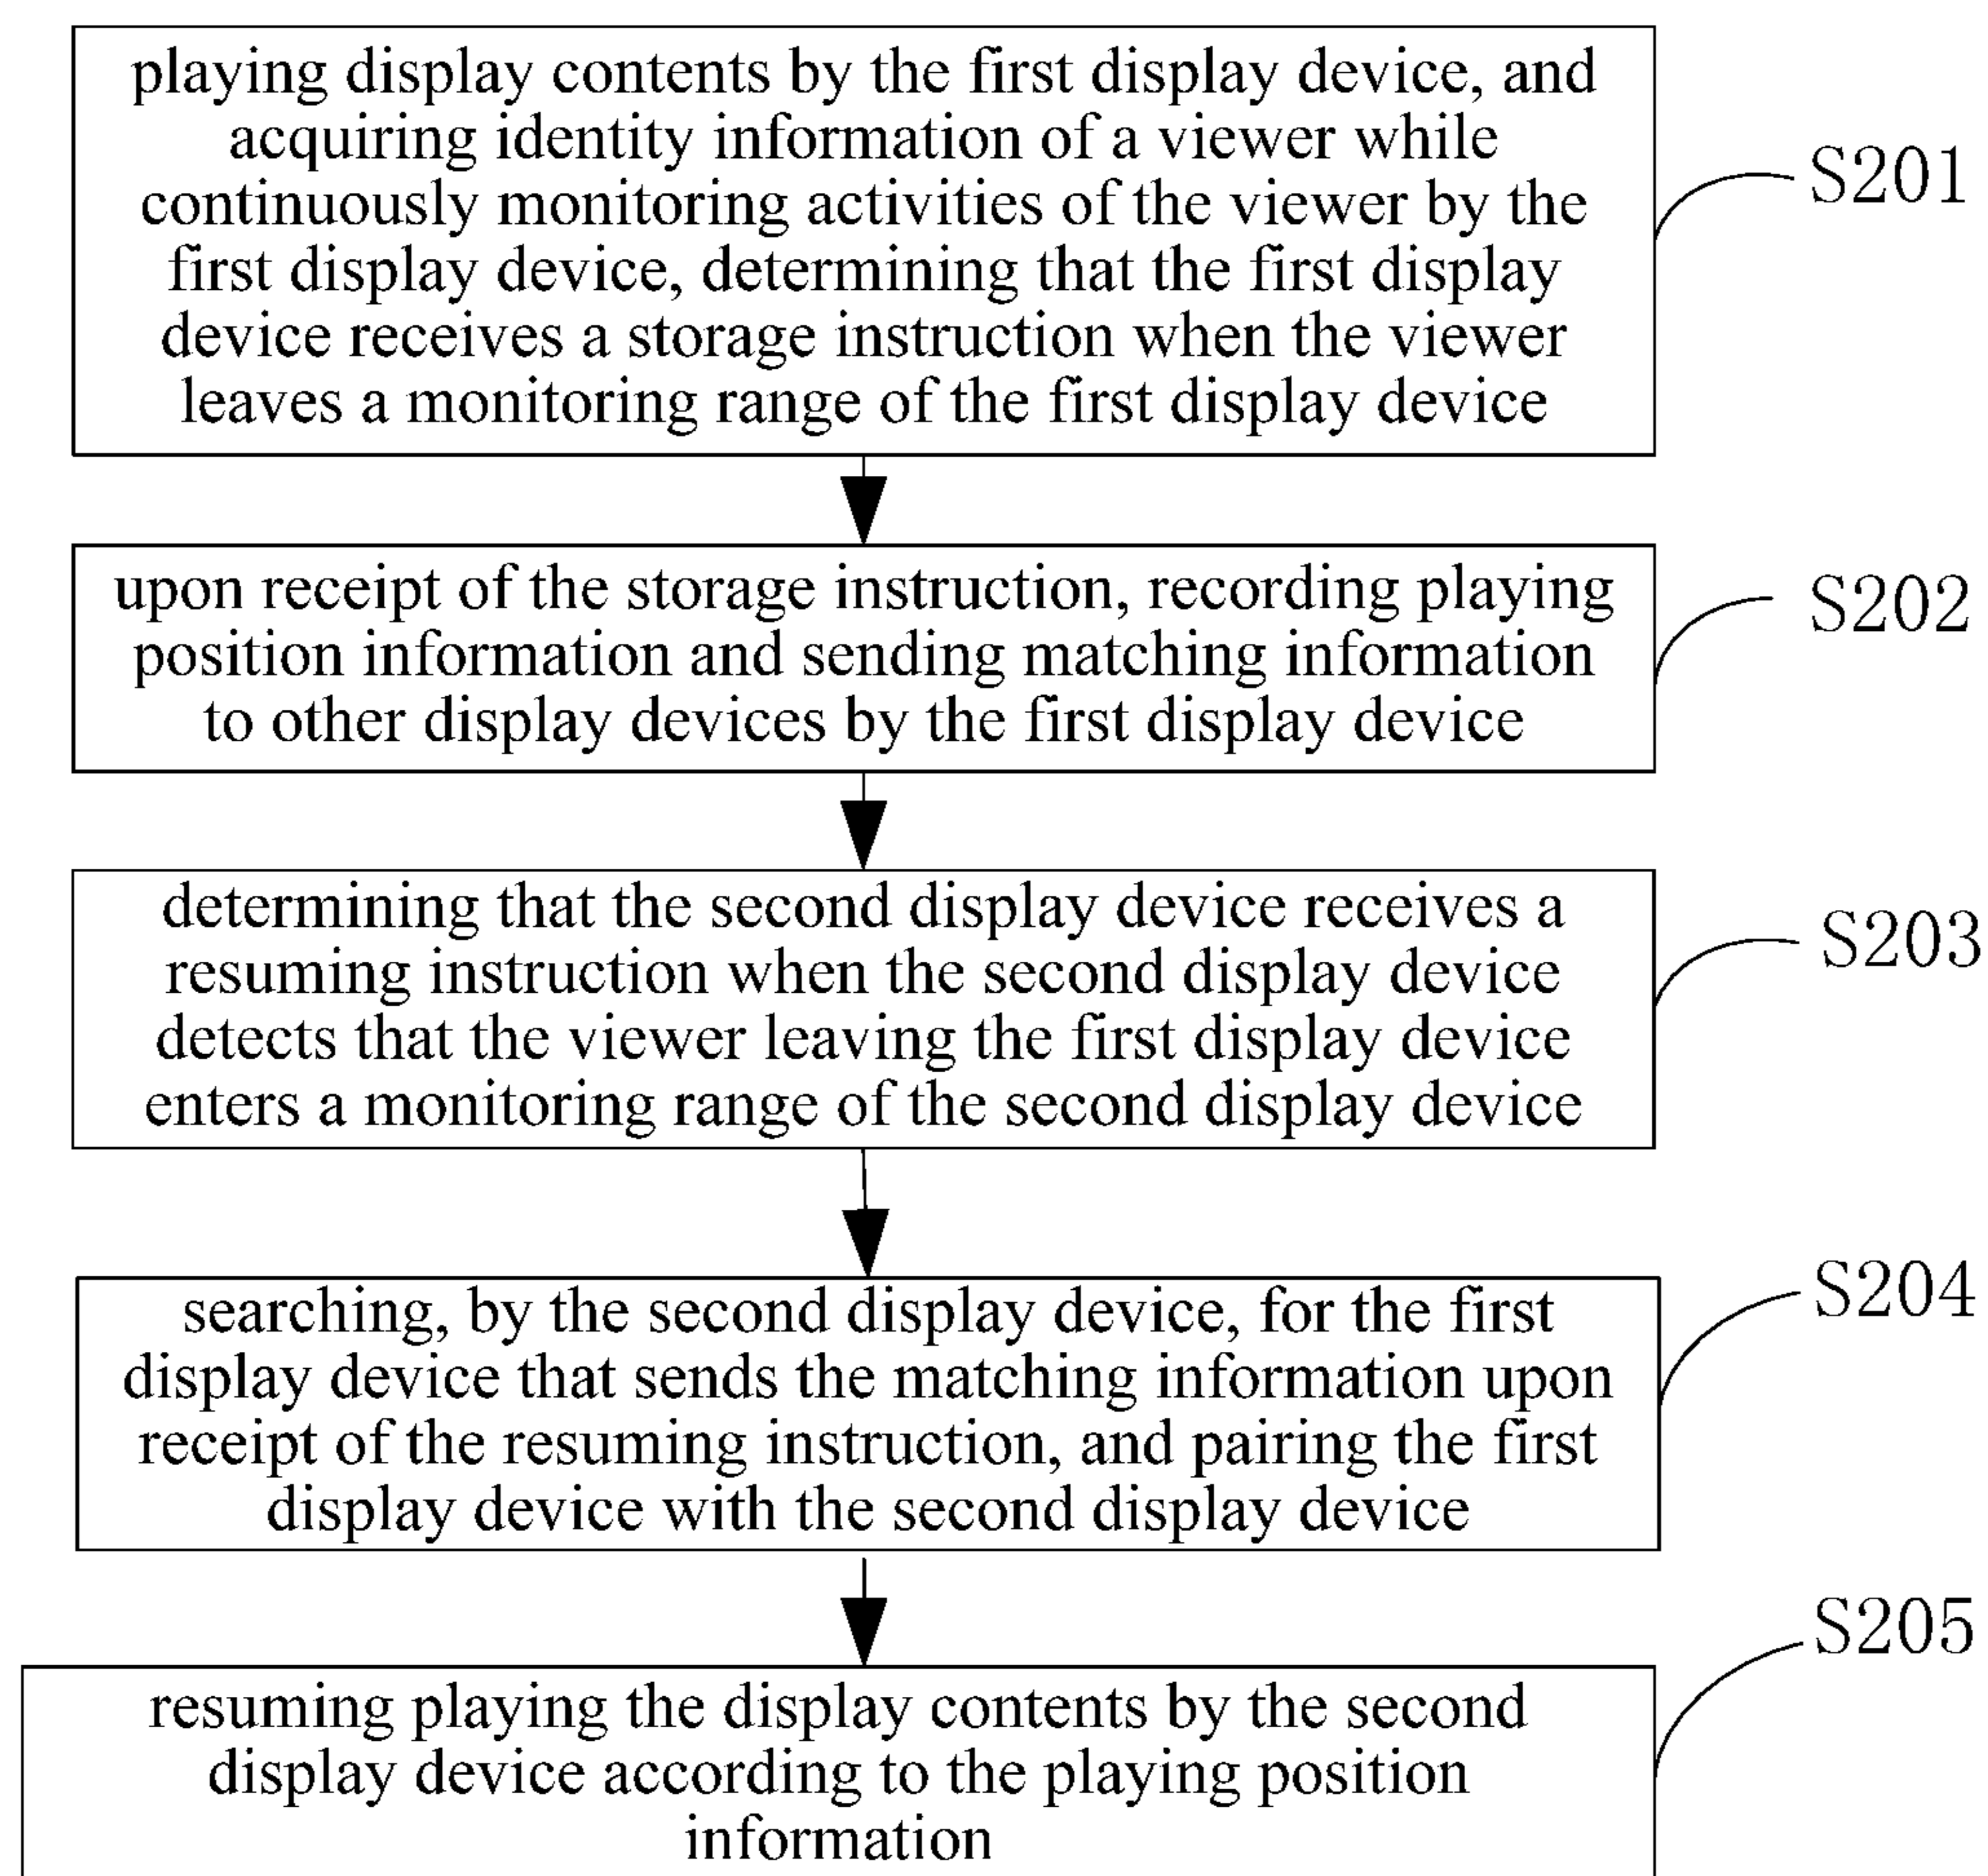 playing display contents by the first display device, and
acquiring identity information of a viewer while
continuously monitoring activities of the viewer by the
first display device, determining that the first display
device receives a storage instruction when the viewer
leaves a monitoring range of the first display device
S201
upon receipt of the storage instruction, recording playing
position information and sending matching information
to other display devices by the first display device
S202
determining that the second display device receives a
resuming instruction when the second display device
detects that the viewer leaving the first display device
enters a monitoring range of the second display device
S203
searching, by the second display device, for the first
display device that sends the matching information upon
receipt of the resuming instruction, and pairing the first
display device with the second display device
S204
resuming playing the display contents by the second
display device according to the playing position
information
S205